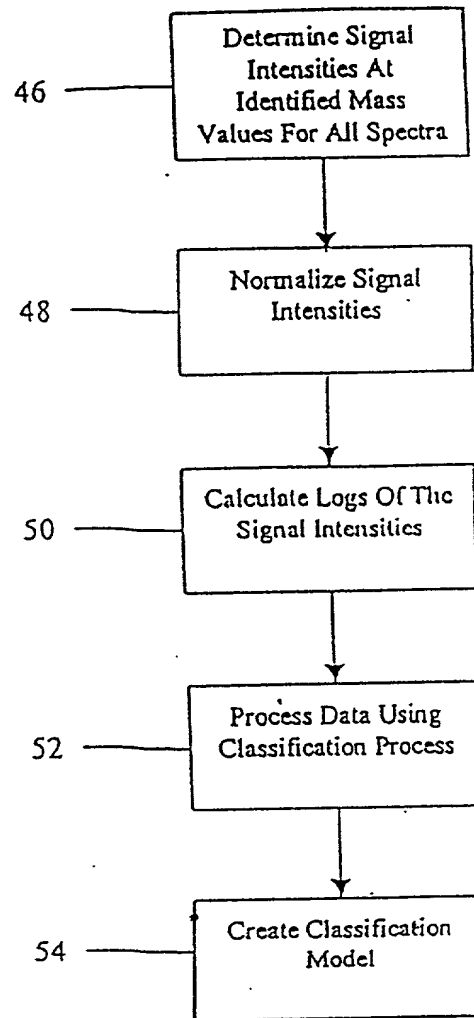 46
Determine Signal
Intensities At
Identified Mass
Values For All Spectra
48
Normalize Signal
Intensities
50
Calculate Logs Of The
Signal Intensities
52
Process Data Using
Classification Process
54
Create Classification
Model